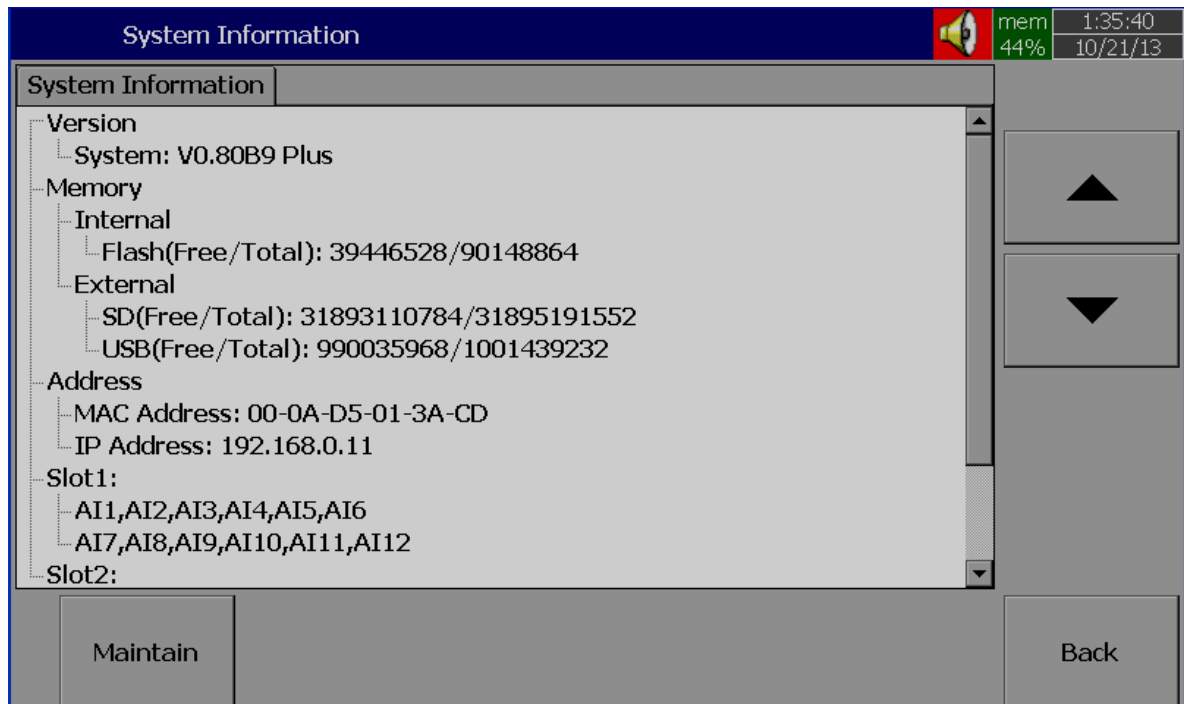 System Information
mem
44%
1:35:40
10/21/13
System Information
Version
System: V0.80B9 Plus
Memory
Internal
Flash(Free/Total): 39446528/90148864
External
SD(Free/Total): 31893110784/31895191552
USB(Free/Total): 990035968/1001439232
Address
MAC Address: 00-0A-D5-01-3A-CD
IP Address: 192.168.0.11
Slot1:
AI1,AI2,AI3,AI4,AI5,AI6
AI7,AI8,AI9,AI10,AI11,AI12
Slot2:
Maintain
Back